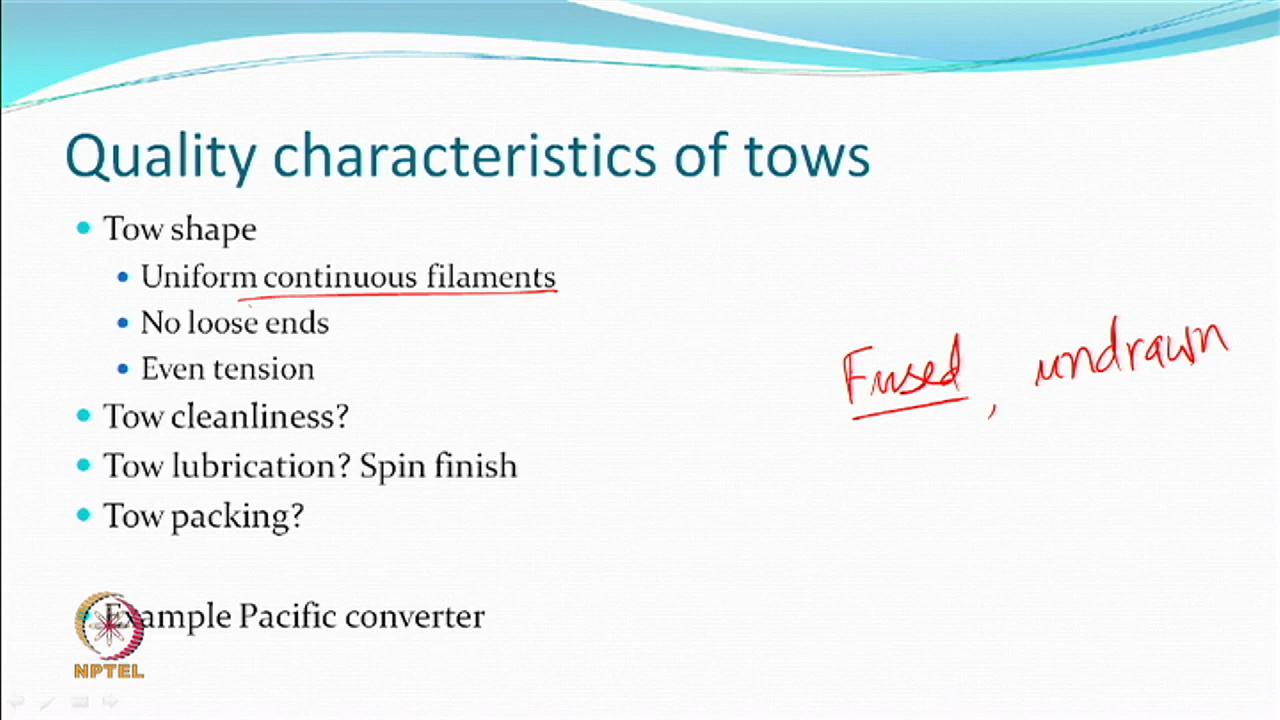 Quality characteristics of tows
Tow shape
Uniform continuous filaments
No loose ends
Even tension
Fused, undrawn
Tow cleanliness?
Tow lubrication? Spin finish
Tow packing?
Example Pacific converter
NPTEL